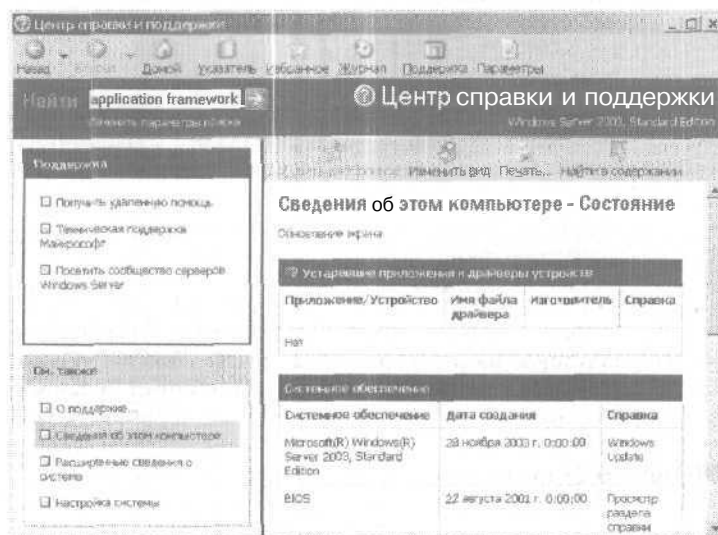 Центр справки и поддержки
Назад Домой Указатель Избранное Журнал Поддержка Параметры
Найти application framework
Изменить параметры поиска
Центр справки и поддержки
Windows Server 2003, Standard Edition
Поддержка
Получить удаленную помощь
Техническая поддержка
Майкрософт
Посетить сообщество серверов
Windows Server
См. также
О поддержке...
Сведения об этом компьютере
Расширенные сведения о
системе
Настройка системы
Изменить вид Печать... Найти в содержании
Сведения об этом компьютере - Состояние
Обновление экрана
Устаревшие приложения и драйверы устройств
Приложение/Устройство Имя файла драйвера Изготовитель Справка
Нет
Системное обеспечение
Системное обеспечение Дата создания Справка
Microsoft(R) Windows(R) Server 2003, Standard Edition 28 ноября 2003 г. 0:00:00 Windows Update
BIOS 22 августа 2001 г. 0:00:00 Просмотр раздела справки